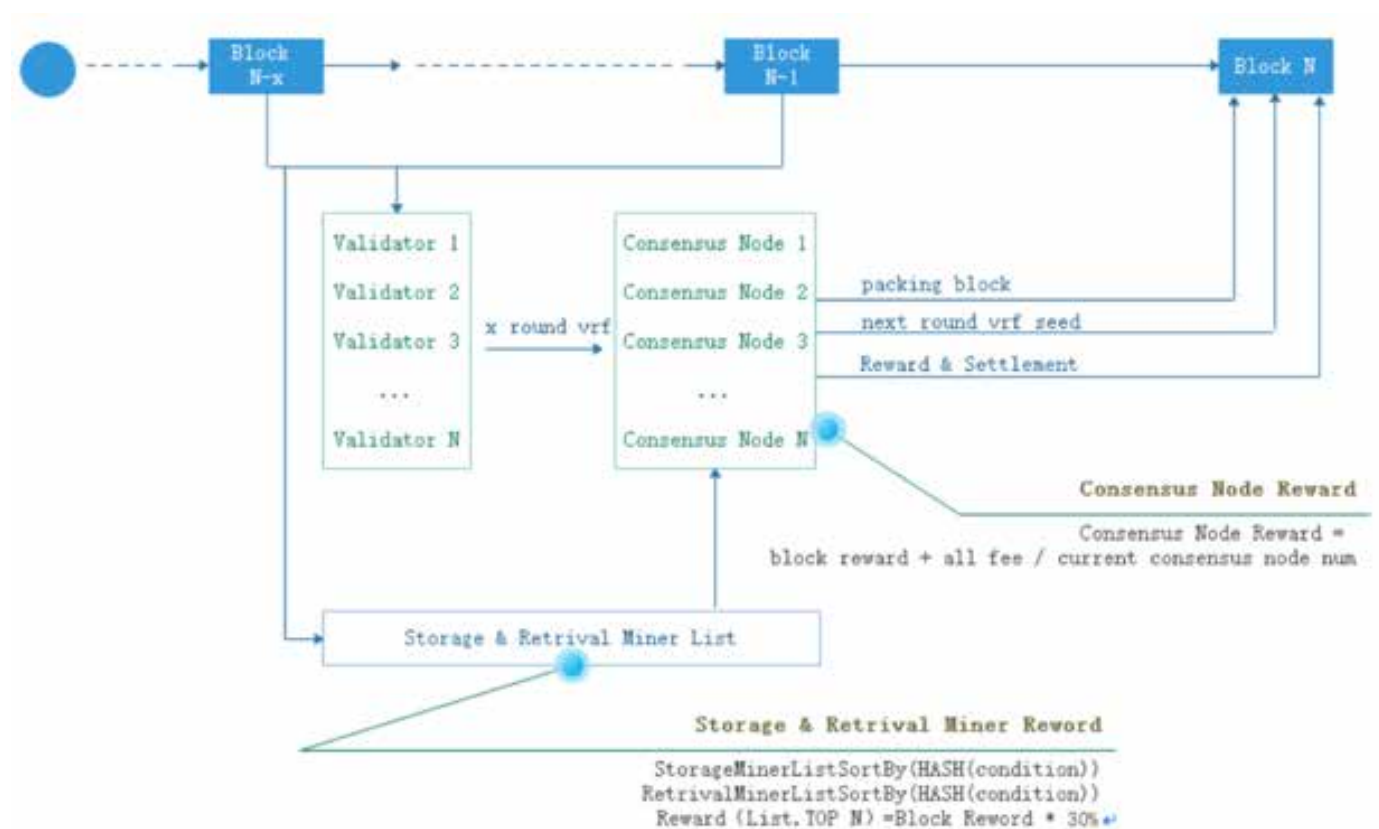 Block
N-x
Block
N-1
Block N
Validator 1
Validator 2
Validator 3
...
Validator N
x round vrf
Consensus Node 1
Consensus Node 2
Consensus Node 3
...
Consensus Node N
packing block
next round vrf seed
Reward & Settlement
Consensus Node Reward
Consensus Node Reward =
block reward + all fee / current consensus node num
Storage & Retrival Miner List
Storage & Retrival Miner Reword
StorageMinerListSortBy(HASH(condition))
RetrivalMinerListSortBy(HASH(condition))
Reward (List.TOP N) =Block Reword * 30%↵